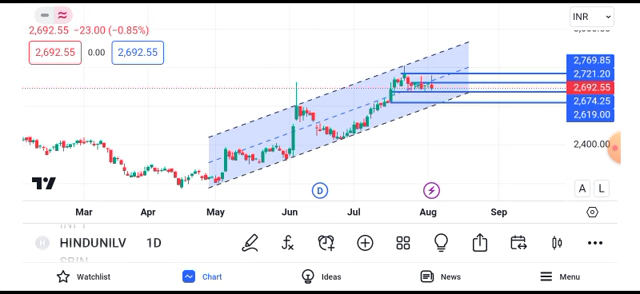 2,692.55 −23.00 (−0.85%)
INR
2,692.55 0.00 2,692.55
2,769.85
2,721.20
2,692.55
2,674.25
2,619.00
2,400.00
D
A L
Mar Apr May Jun Jul Aug Sep
H HINDUNILV 1D
Watchlist Chart Ideas News Menu